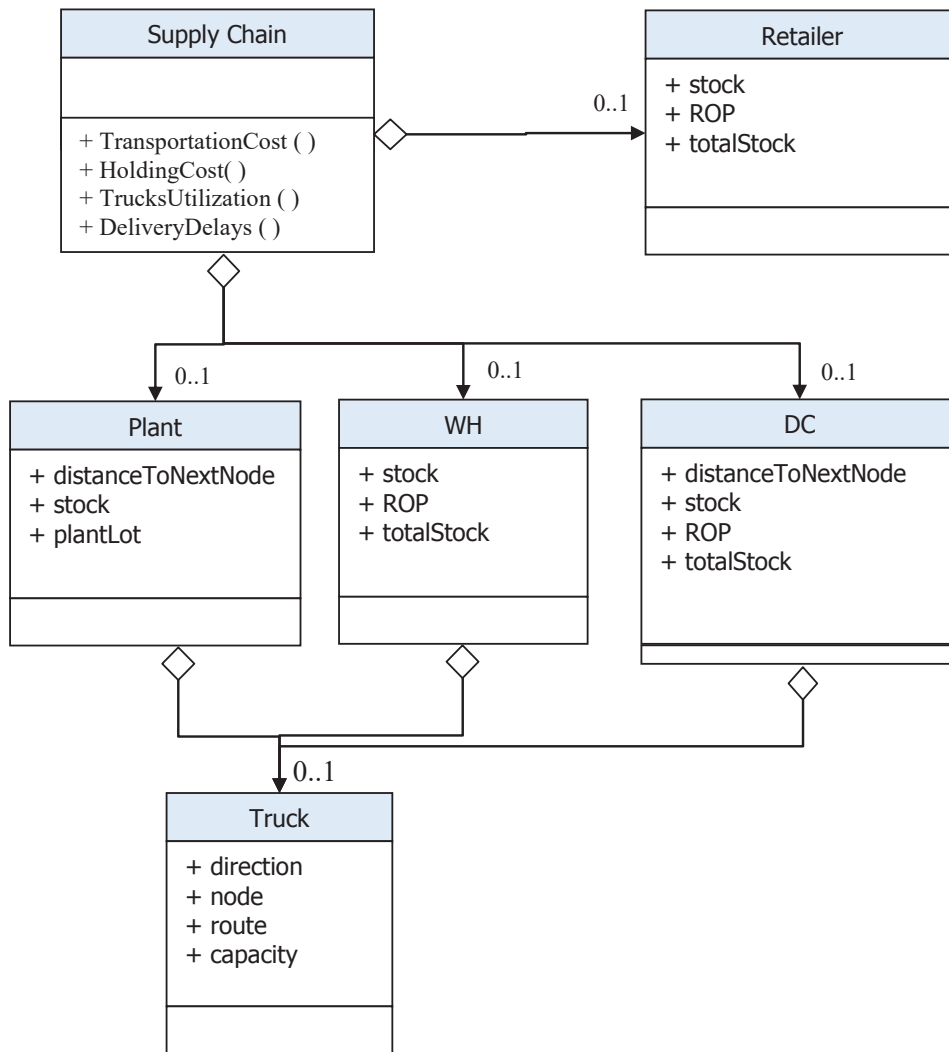 Supply Chain
+ TransportationCost ( )
+ HoldingCost( )
+ TrucksUtilization ( )
+ DeliveryDelays ( )
0..1
Retailer
+ stock
+ ROP
+ totalStock
0..1
0..1
0..1
Plant
+ distanceToNextNode
+ stock
+ plantLot
WH
+ stock
+ ROP
+ totalStock
DC
+ distanceToNextNode
+ stock
+ ROP
+ totalStock
0..1
Truck
+ direction
+ node
+ route
+ capacity